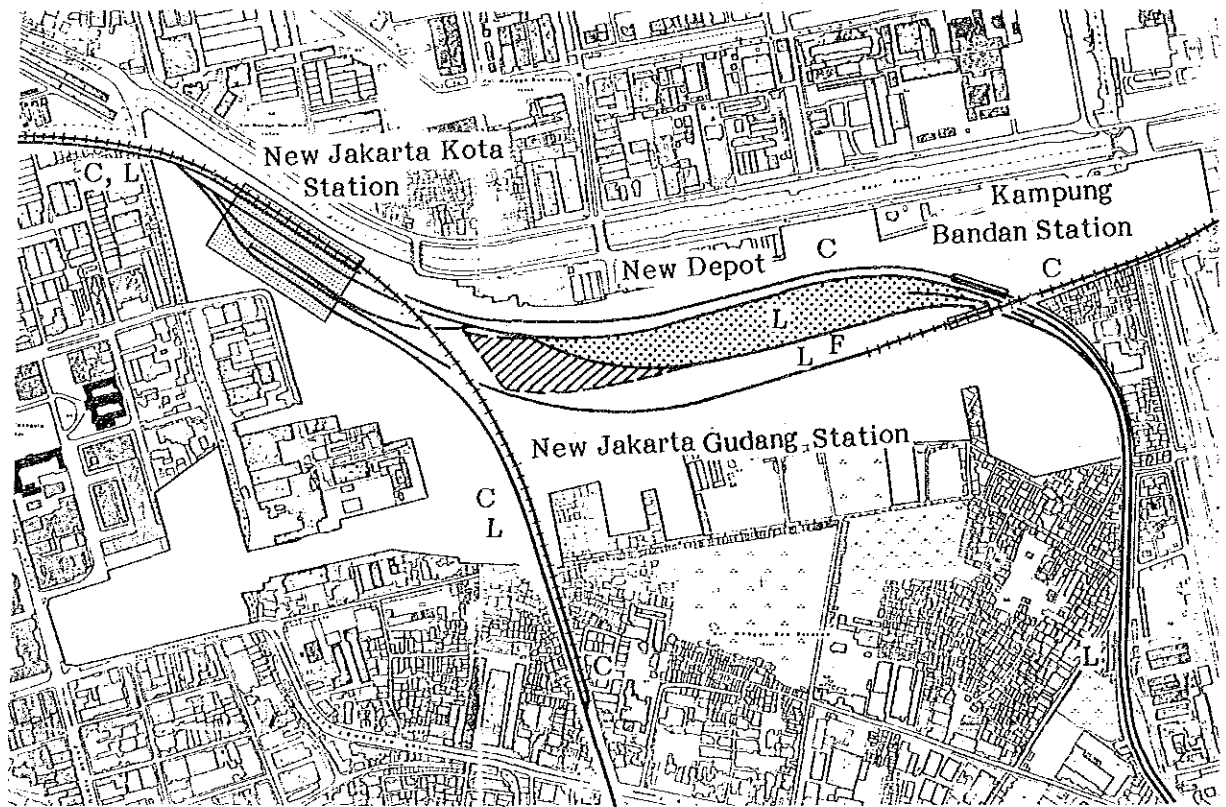 New Jakarta Kota
Station
C, L
Kampung
Bandan Station
New Depot
C
C
L
L F
New Jakarta Gudang Station
C
L
C
L